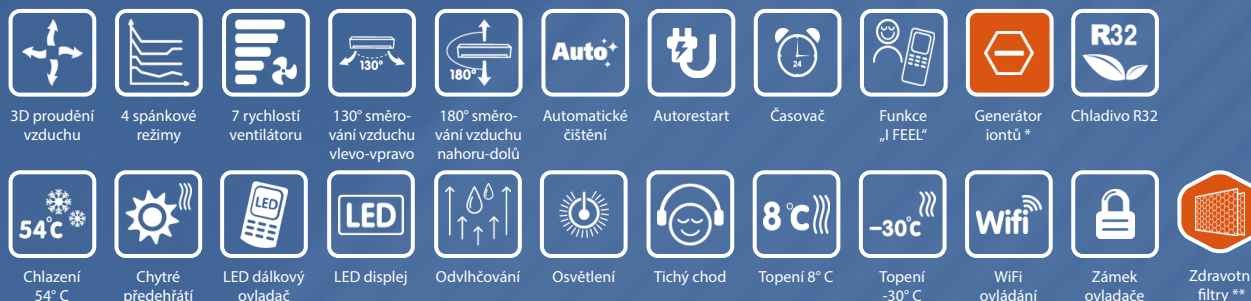 130°
180°
Auto
24
R32
3D proudění
vzduchu
4 spánkové
režimy
7 rychlostí
ventilátoru
130° směro-
vání vzduchu
vlevo-vpravo
180° směro-
vání vzduchu
nahoru-dolů
Automatické
čištění
Autorestart
Časovač
Funkce
„I FEEL“
Generátor
iontů *
Chladivo R32
54°c
LED
LED
8°c
-30°c
Wifi
Chlazení
54° C
Chytré
předehřátí
LED dálkový
ovladač
LED displej
Odvlhčování
Osvětlení
Tichý chod
Topení 8° C
Topení
-30° C
WiFi
ovládání
Zámek
ovladače
Zdravotn
filtry **